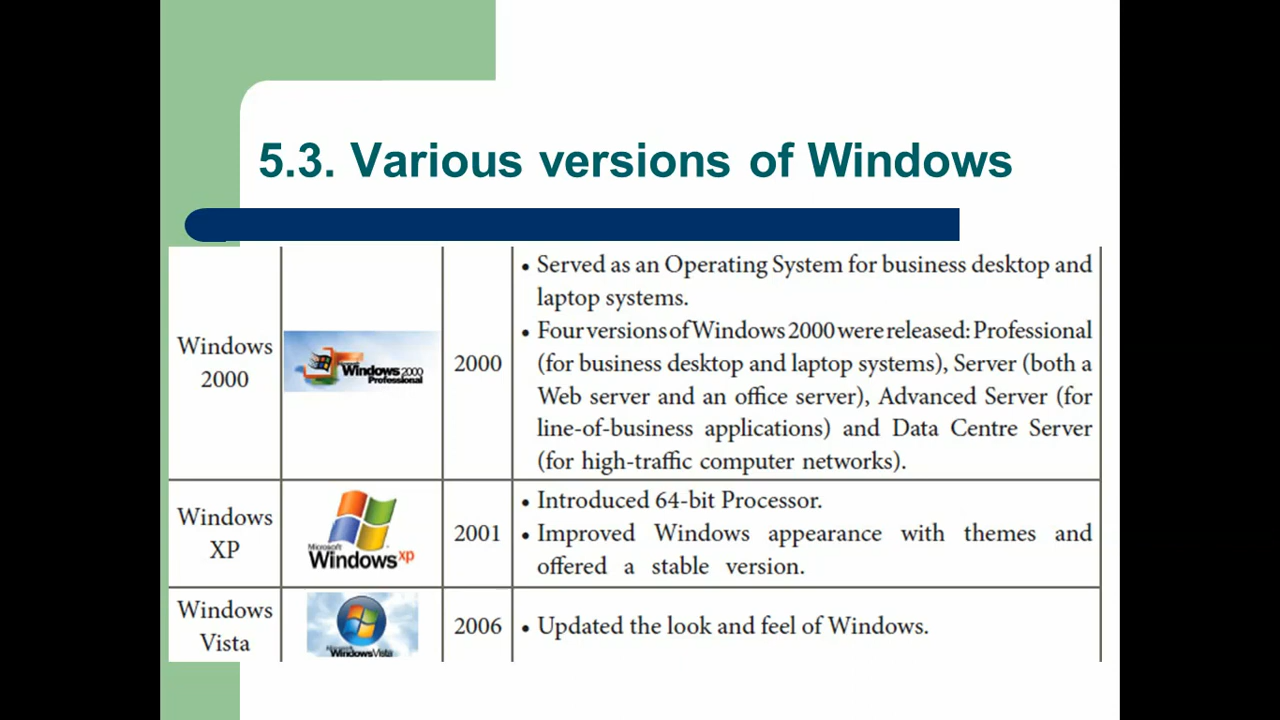 5.3. Various versions of Windows
Windows
2000
Windows 2000
Professional
2000
• Served as an Operating System for business desktop and
laptop systems.
• Four versions of Windows 2000 were released: Professional
(for business desktop and laptop systems), Server (both a
Web server and an office server), Advanced Server (for
line-of-business applications) and Data Centre Server
(for high-traffic computer networks).
Windows
XP
Microsoft
Windows xp
2001
• Introduced 64-bit Processor.
• Improved Windows appearance with themes and
offered a stable version.
Windows
Vista
Microsoft
Windows Vista
2006
• Updated the look and feel of Windows.